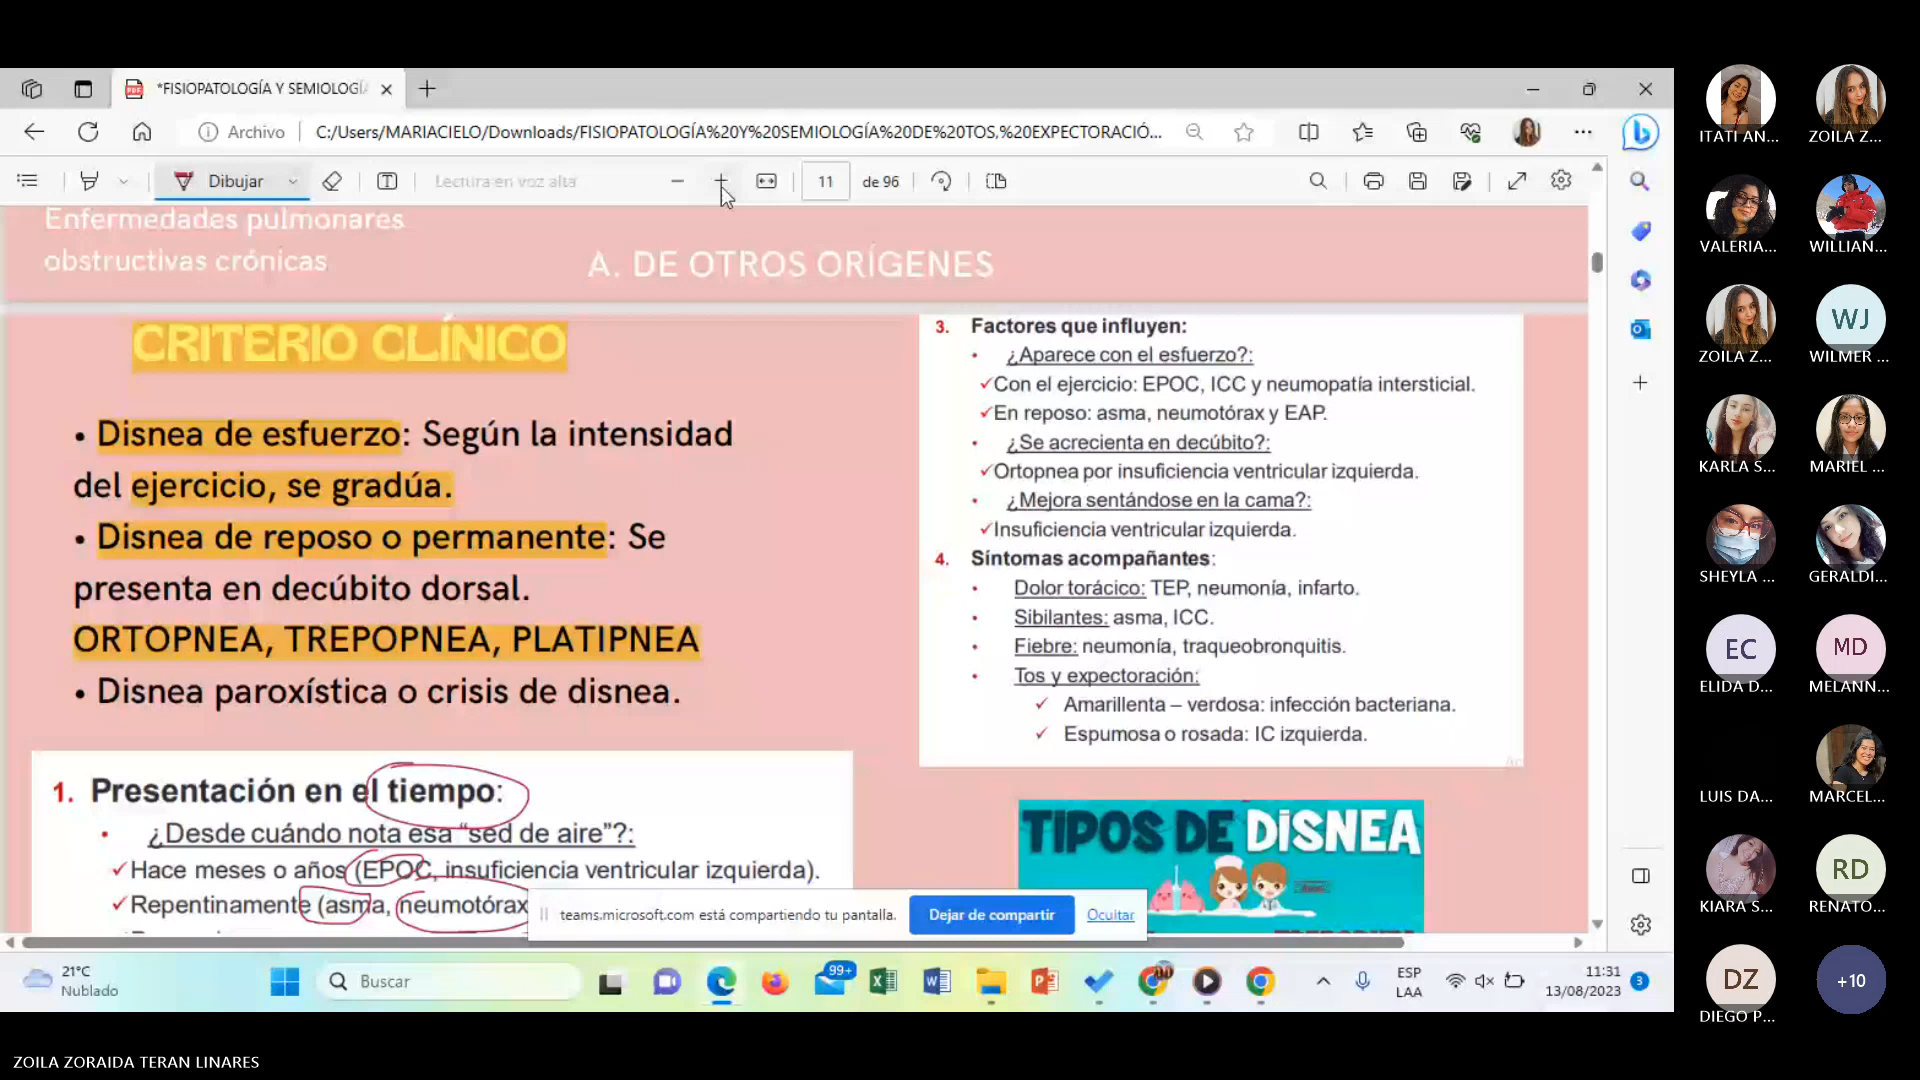 *FISIOPATOLOGÍA Y SEMIOLOGÍA
Archivo
C:/Users/MARIACIELO/Downloads/FISIOPATOLOGÍA%20Y%20SEMIOLOGÍA%20DE%20TOS,%20EXPECTORACIÓ...
Dibujar
Lectura en voz alta
11 de 96
Enfermedades pulmonares
obstructivas crónicas
A. DE OTROS ORÍGENES
CRITERIO CLÍNICO
• Disnea de esfuerzo: Según la intensidad
del ejercicio, se gradúa.
• Disnea de reposo o permanente: Se
presenta en decúbito dorsal.
ORTOPNEA, TREPOPNEA, PLATIPNEA
• Disnea paroxística o crisis de disnea.
1. Presentación en el tiempo:
• ¿Desde cuándo nota esa “sed de aire”?:
✓Hace meses o años (EPOC, insuficiencia ventricular izquierda).
✓Repentinamente (asma, neumotórax
3. Factores que influyen:
• ¿Aparece con el esfuerzo?:
✓Con el ejercicio: EPOC, ICC y neumopatía intersticial.
✓En reposo: asma, neumotórax y EAP.
• ¿Se acrecienta en decúbito?:
✓Ortopnea por insuficiencia ventricular izquierda.
• ¿Mejora sentándose en la cama?:
✓Insuficiencia ventricular izquierda.
4. Síntomas acompañantes:
• Dolor torácico: TEP, neumonía, infarto.
• Sibilantes: asma, ICC.
• Fiebre: neumonía, traqueobronquitis.
• Tos y expectoración:
✓ Amarillenta – verdosa: infección bacteriana.
✓ Espumosa o rosada: IC izquierda.
TIPOS DE DISNEA
teams.microsoft.com está compartiendo tu pantalla.
Dejar de compartir
Ocultar
21°C
Nublado
Buscar
99+
ESP
LAA
11:31
13/08/2023
3
ITATI AN...
ZOILA Z...
VALERIA...
WILLIAN...
ZOILA Z...
WJ
WILMER ...
KARLA S...
MARIEL ...
SHEYLA ...
GERALDI...
EC
ELIDA D...
MD
MELANN...
LUIS DA...
MARCEL...
KIARA S...
RD
RENATO...
DZ
DIEGO P...
+10
ZOILA ZORAIDA TERAN LINARES